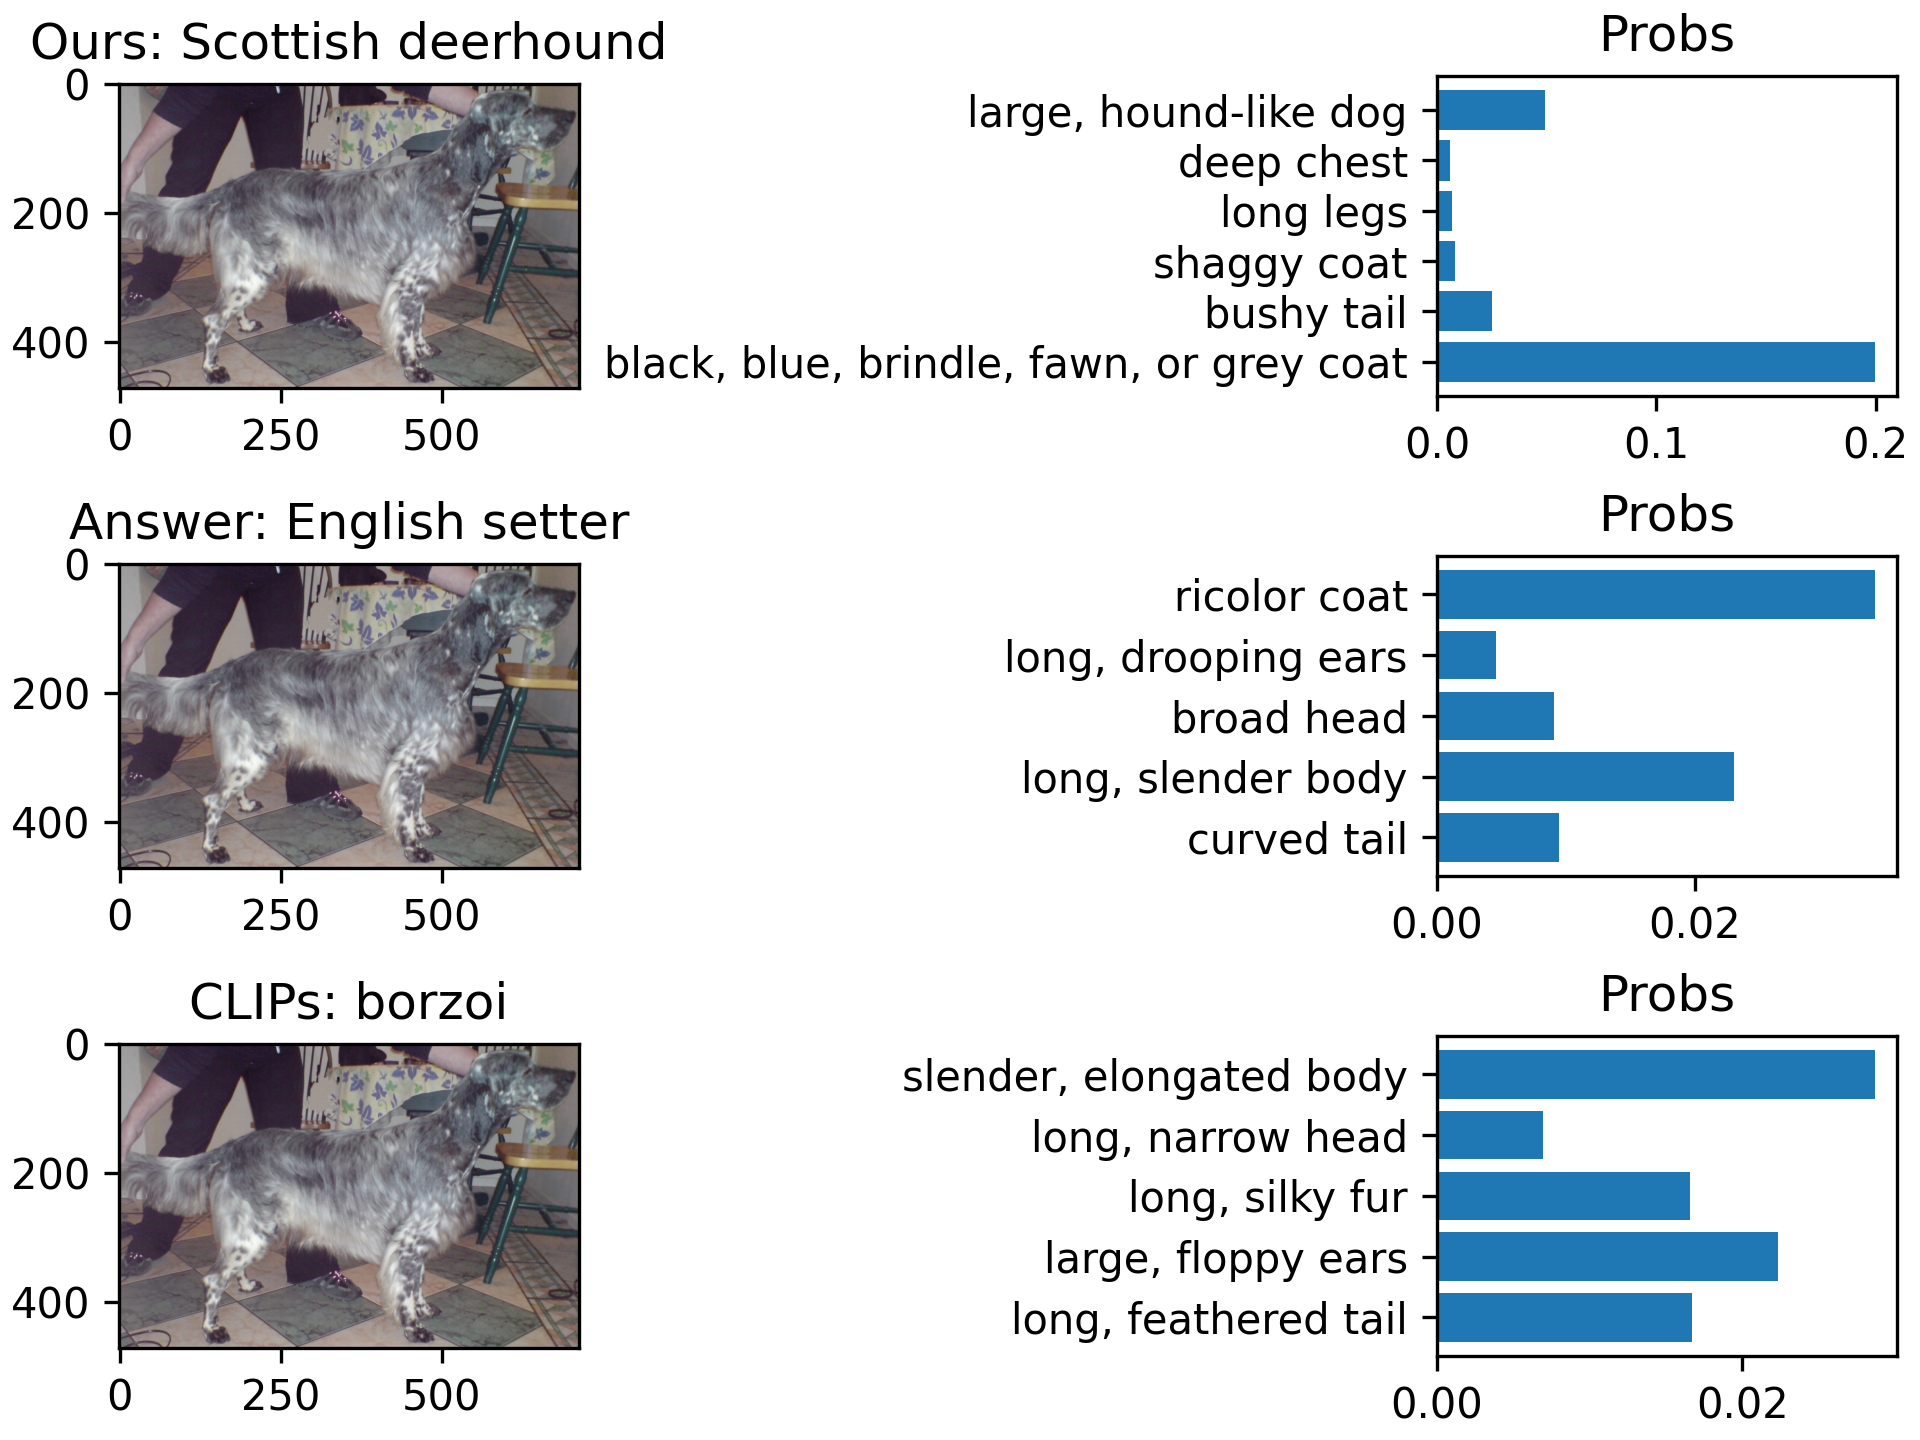 Ours: Scottish deerhound
0
200
400
0 250 500
Probs
large, hound-like dog
deep chest
long legs
shaggy coat
bushy tail
black, blue, brindle, fawn, or grey coat
0.0 0.1 0.2
Answer: English setter
0
200
400
0 250 500
Probs
ricolor coat
long, drooping ears
broad head
long, slender body
curved tail
0.00 0.02
CLIPs: borzoi
0
200
400
0 250 500
Probs
slender, elongated body
long, narrow head
long, silky fur
large, floppy ears
long, feathered tail
0.00 0.02